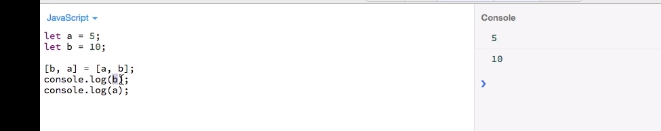 JavaScript
let a = 5;
let b = 10;
[b, a] = [a, b];
console.log(b);
console.log(a);
Console
5
10